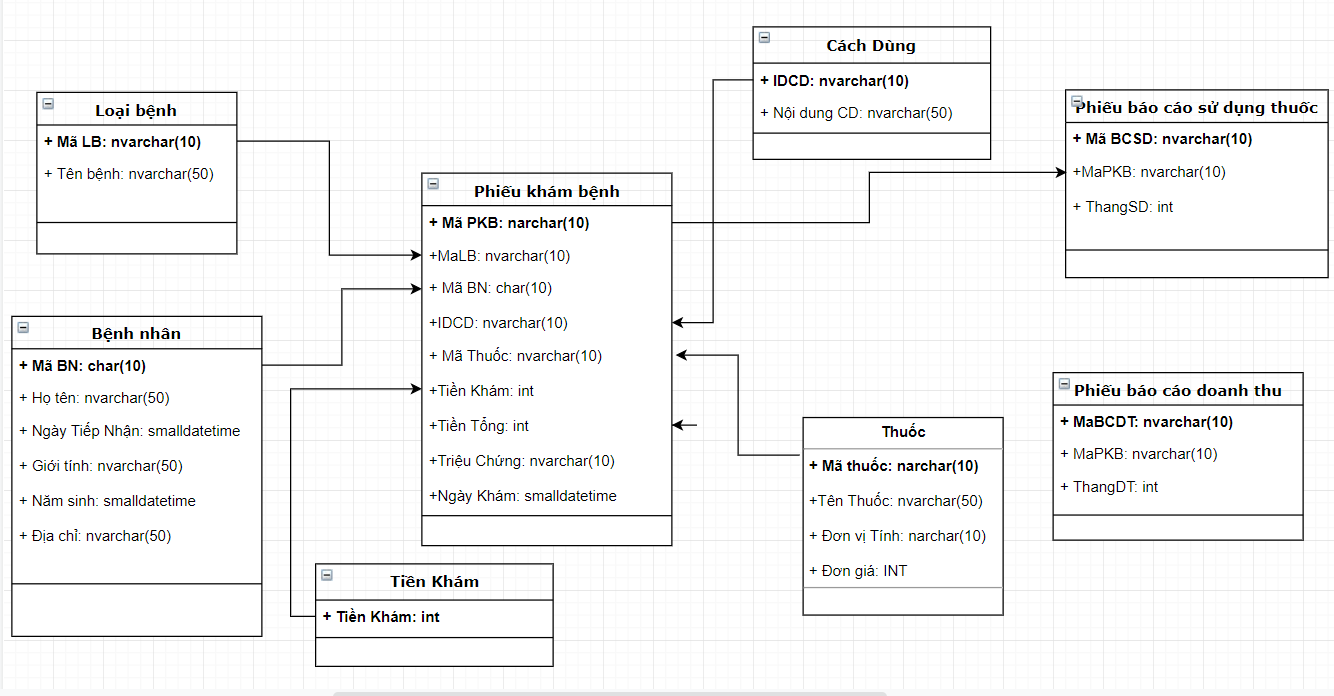 Loại bệnh
+ Mã LB: nvarchar(10)
+ Tên bệnh: nvarchar(50)
Bệnh nhân
+ Mã BN: char(10)
+ Họ tên: nvarchar(50)
+ Ngày Tiếp Nhận: smalldatetime
+ Giới tính: nvarchar(50)
+ Năm sinh: smalldatetime
+ Địa chỉ: nvarchar(50)
Phiếu khám bệnh
+ Mã PKB: narchar(10)
+MaLB: nvarchar(10)
+ Mã BN: char(10)
+IDCD: nvarchar(10)
+ Mã Thuốc: nvarchar(10)
+Tiền Khám: int
+Tiền Tổng: int
+Triệu Chứng: nvarchar(10)
+Ngày Khám: smalldatetime
Tiền Khám
+ Tiền Khám: int
Cách Dùng
+ IDCD: nvarchar(10)
+ Nội dung CD: nvarchar(50)
Thuốc
+ Mã thuốc: narchar(10)
+Tên Thuốc: nvarchar(50)
+ Đơn vị Tính: narchar(10)
+ Đơn giá: INT
Phiếu báo cáo sử dụng thuốc
+ Mã BCSD: nvarchar(10)
+MaPKB: nvarchar(10)
+ ThangSD: int
Phiếu báo cáo doanh thu
+ MaBCDT: nvarchar(10)
+ MaPKB: nvarchar(10)
+ ThangDT: int